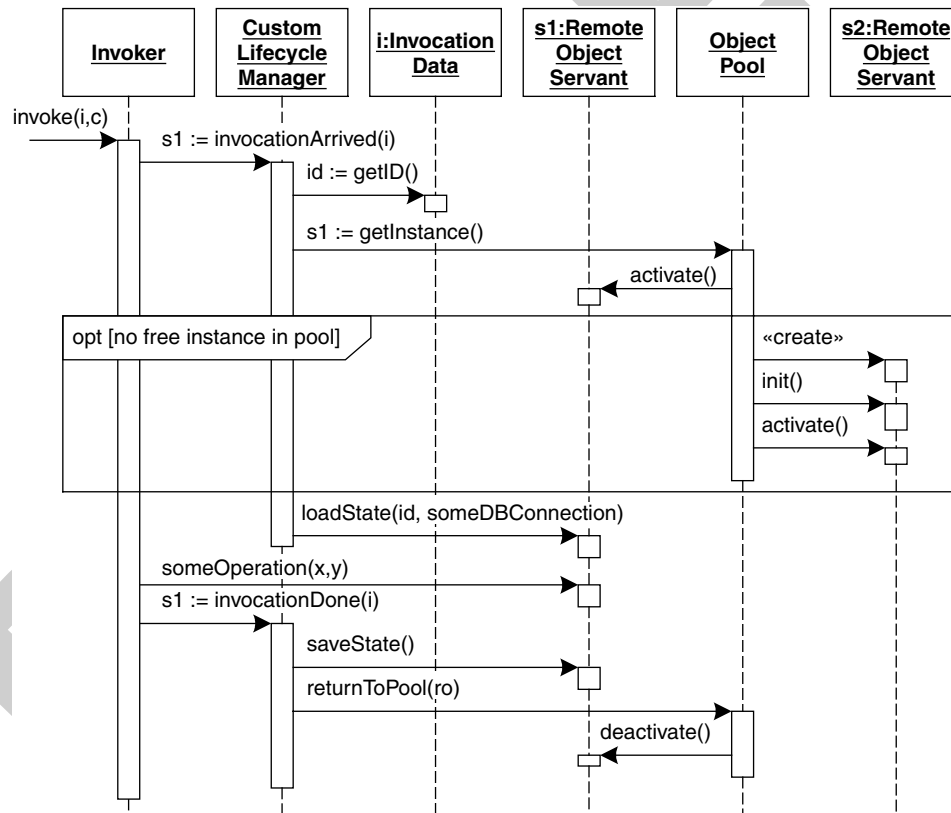 Invoker
Custom
Lifecycle
Manager
i:Invocation
Data
s1:Remote
Object
Servant
Object
Pool
s2:Remote
Object
Servant
invoke(i,c)
s1 := invocationArrived(i)
id := getID()
s1 := getInstance()
activate()
opt [no free instance in pool]
«create»
init()
activate()
loadState(id, someDBConnection)
someOperation(x,y)
s1 := invocationDone(i)
saveState()
returnToPool(ro)
deactivate()